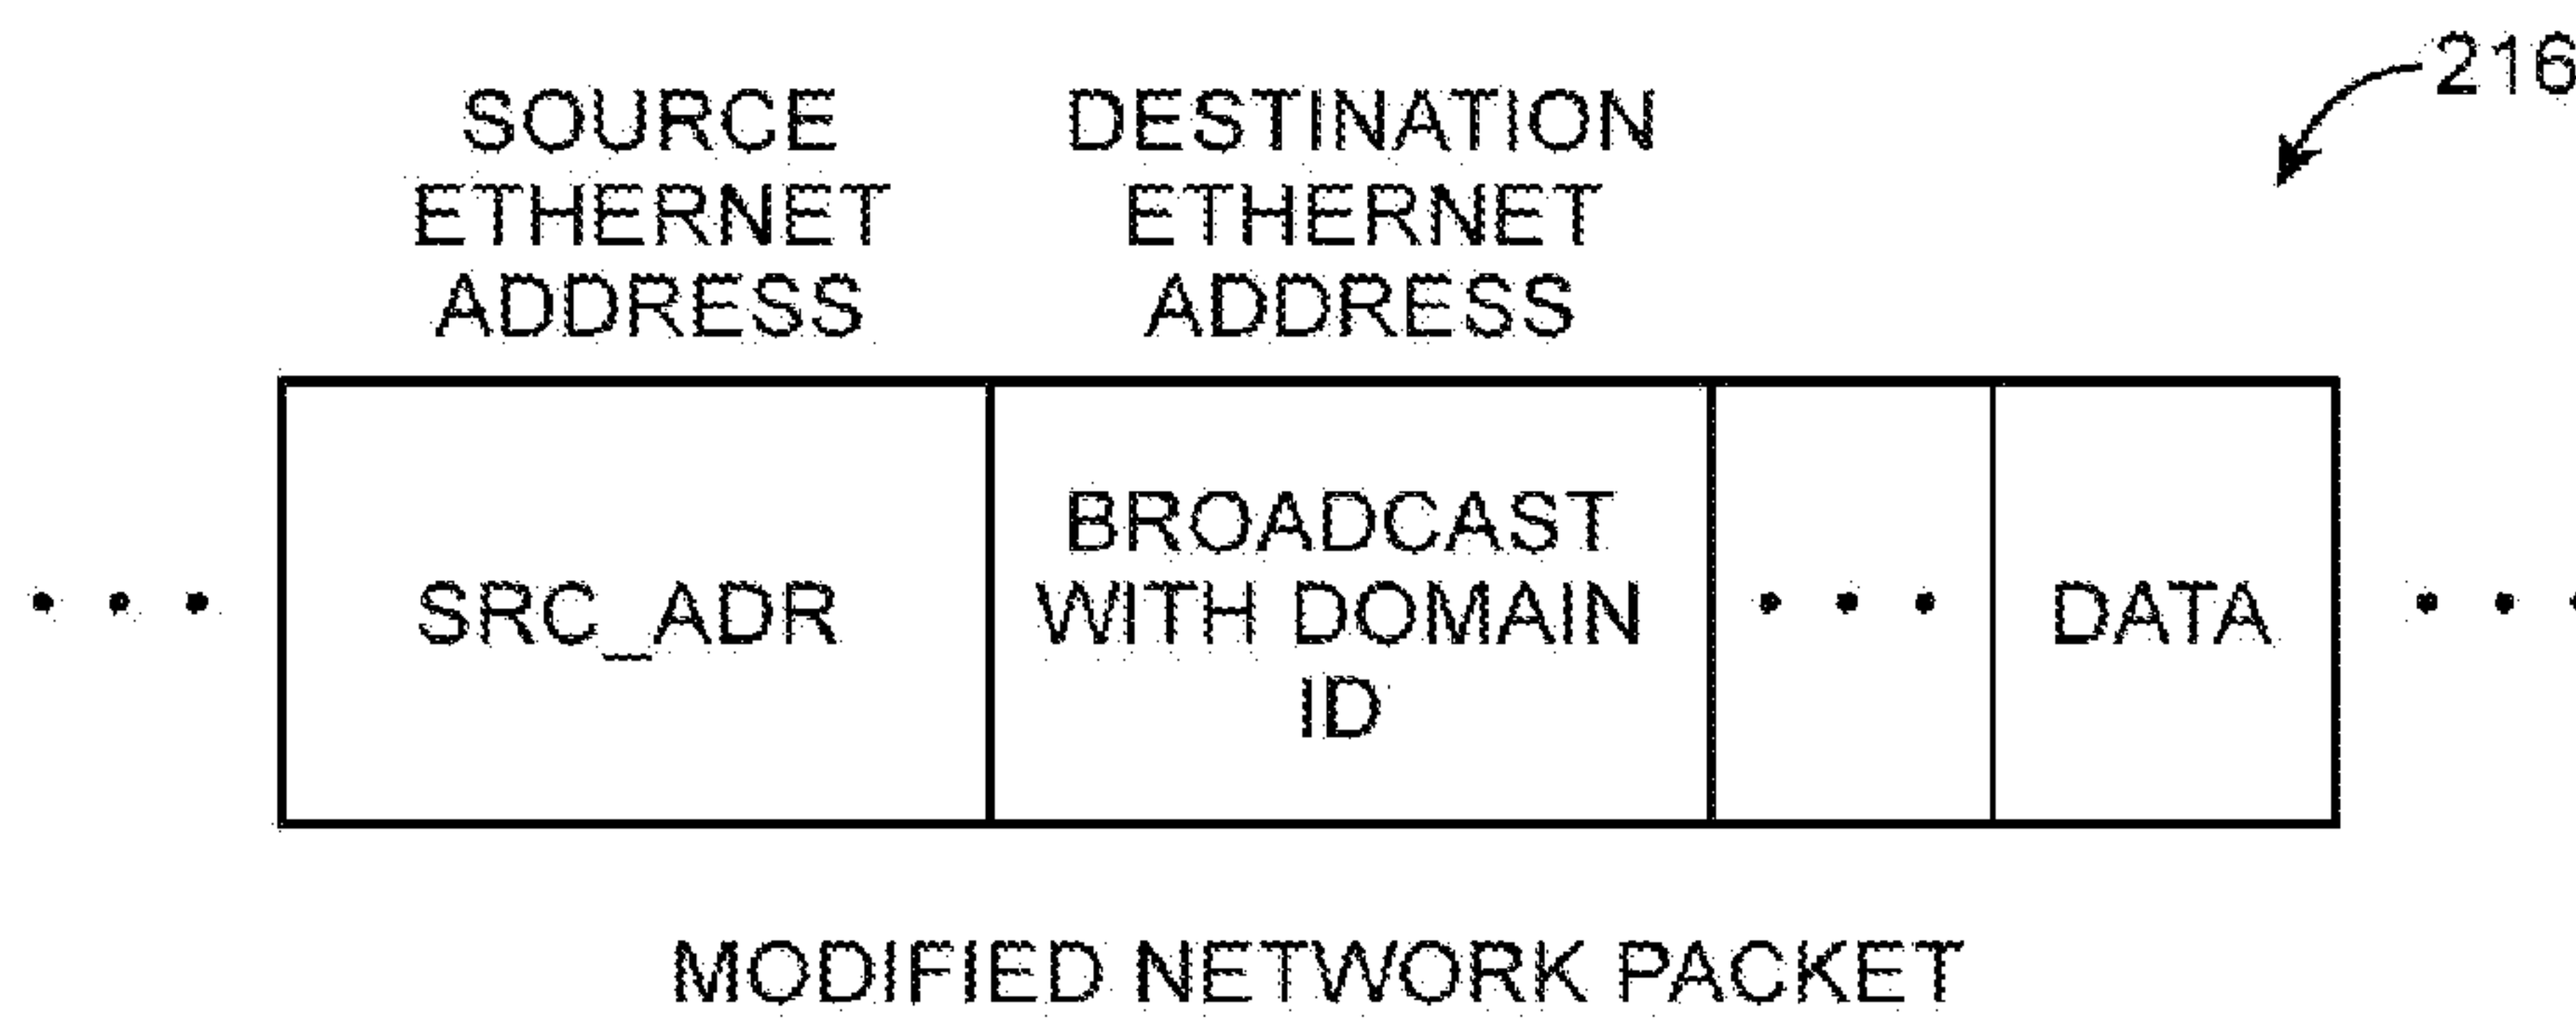 216
SOURCE
ETHERNET
ADDRESS
DESTINATION
ETHERNET
ADDRESS
SRC_ADR
BROADCAST
WITH DOMAIN
ID
• • •
DATA
MODIFIED NETWORK PACKET